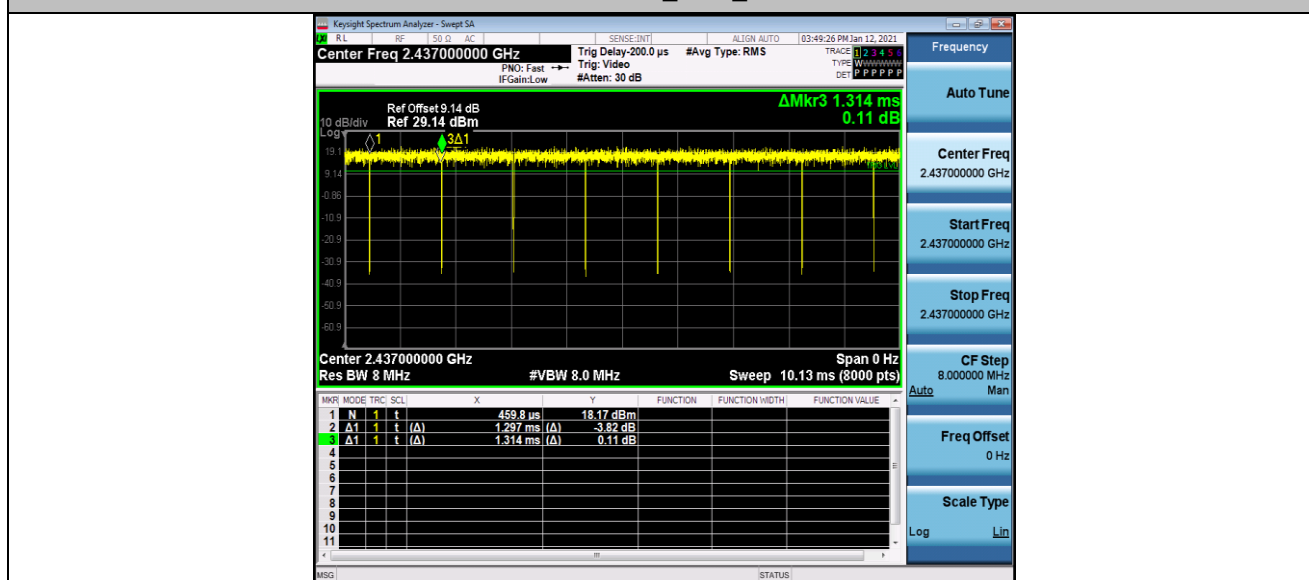 Keysight Spectrum Analyzer - Swept SA
RL RF 50 Ω AC SENSE:INT ALIGN AUTO 03:49:26 PM Jan 12, 2021
Center Freq 2.437000000 GHz
PNO: Fast
IFGain:Low
Trig Delay-200.0 µs
Trig: Video
#Atten: 30 dB
#Avg Type: RMS
TRACE 1 2 3 4 5 6
TYPE WWWWWW
DET P P P P P P
ΔMkr3 1.314 ms
0.11 dB
Ref Offset 9.14 dB
10 dB/div Ref 29.14 dBm
Log
1
3Δ1
19.1
9.14
-0.86
-10.9
-20.9
-30.9
-40.9
-50.9
-60.9
Center 2.437000000 GHz Span 0 Hz
Res BW 8 MHz #VBW 8.0 MHz Sweep 10.13 ms (8000 pts)
MKR MODE TRC SCL X Y FUNCTION FUNCTION WIDTH FUNCTION VALUE
1 N 1 t 459.8 µs 18.17 dBm
2 Δ1 1 t (Δ) 1.297 ms (Δ) -3.82 dB
3 Δ1 1 t (Δ) 1.314 ms (Δ) 0.11 dB
4
5
6
7
8
9
10
11
MSG STATUS
Frequency
Auto Tune
Center Freq
2.437000000 GHz
Start Freq
2.437000000 GHz
Stop Freq
2.437000000 GHz
CF Step
8.000000 MHz
Auto Man
Freq Offset
0 Hz
Scale Type
Log Lin